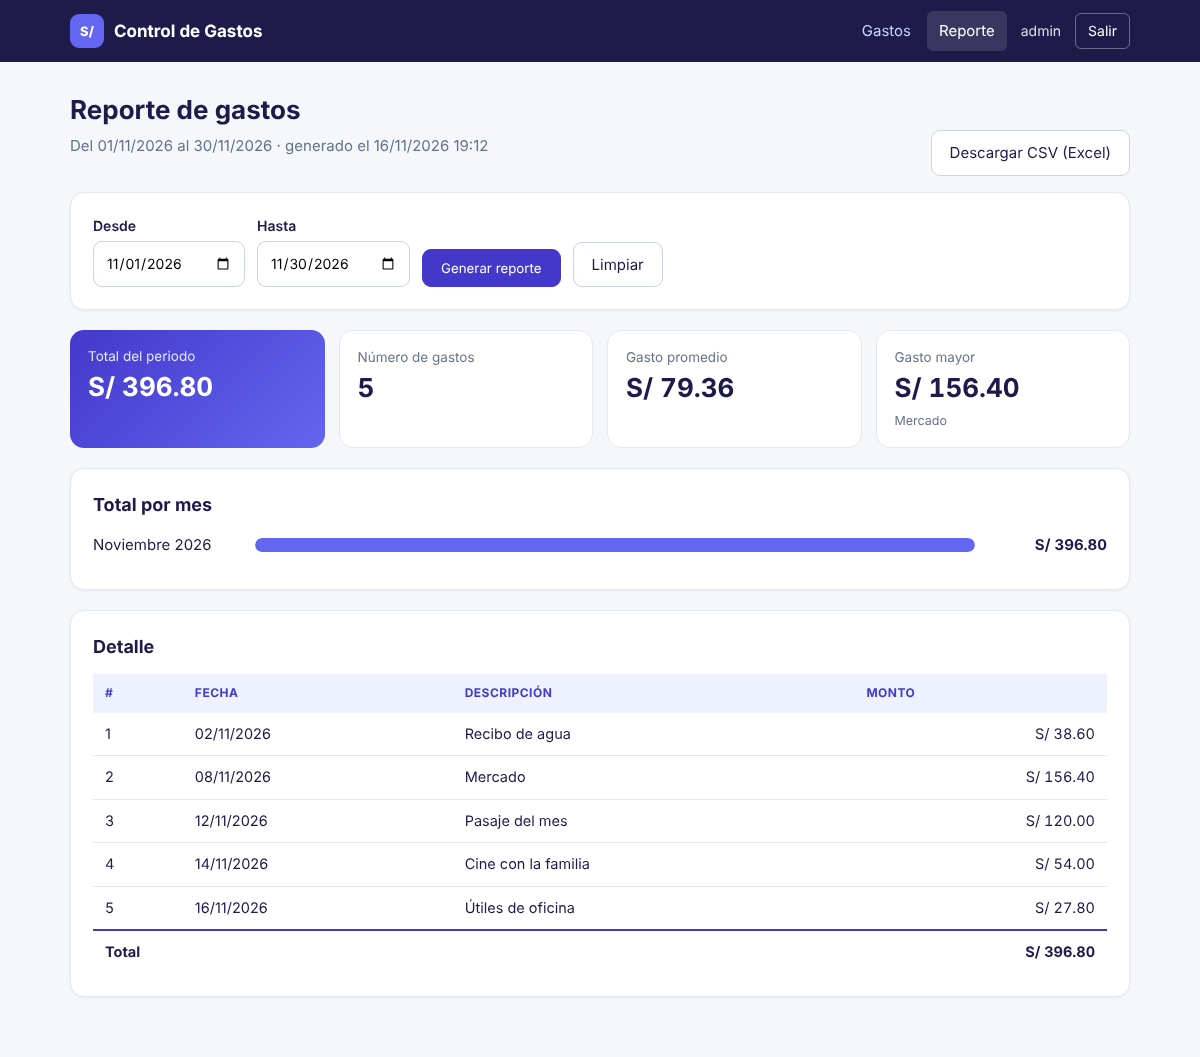 S/ Control de Gastos Gastos Reporte admin Salir
Reporte de gastos
Del 01/11/2026 al 30/11/2026 · generado el 16/11/2026 19:12
Descargar CSV (Excel)
Desde Hasta
11/01/2026 11/30/2026 Generar reporte Limpiar
Total del periodo
S/ 396.80
Número de gastos
5
Gasto promedio
S/ 79.36
Gasto mayor
S/ 156.40
Mercado
Total por mes
Noviembre 2026 S/ 396.80
Detalle
# FECHA DESCRIPCIÓN MONTO
1 02/11/2026 Recibo de agua S/ 38.60
2 08/11/2026 Mercado S/ 156.40
3 12/11/2026 Pasaje del mes S/ 120.00
4 14/11/2026 Cine con la familia S/ 54.00
5 16/11/2026 Útiles de oficina S/ 27.80
Total S/ 396.80